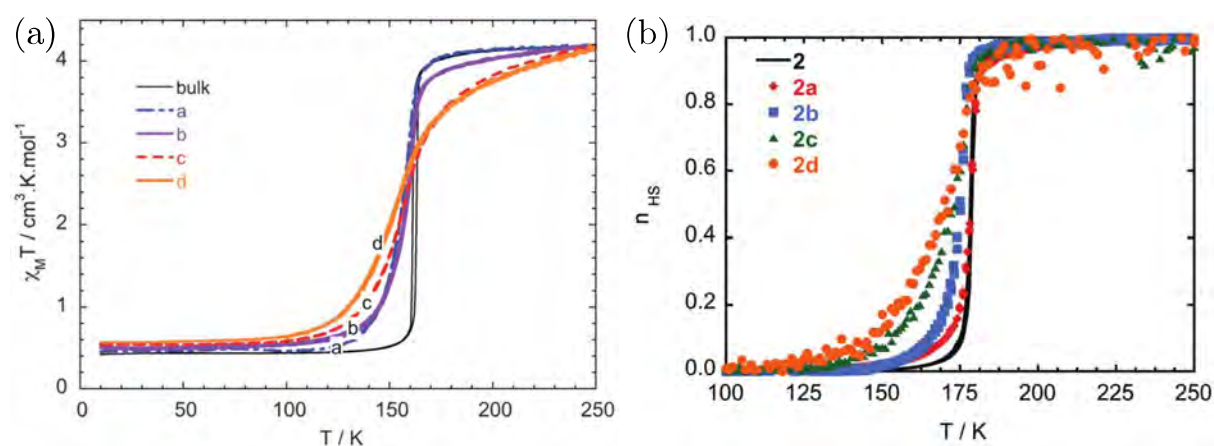 (a)
χ_M T / cm³.K.mol⁻¹
4
3
2
1
0
bulk
a
b
c
d
d
c
b
a
0 50 100 150 200 250
T / K
(b)
n_HS
1.0
0.8
0.6
0.4
0.2
0.0
2
2a
2b
2c
2d
100 125 150 175 200 225 250
T / K